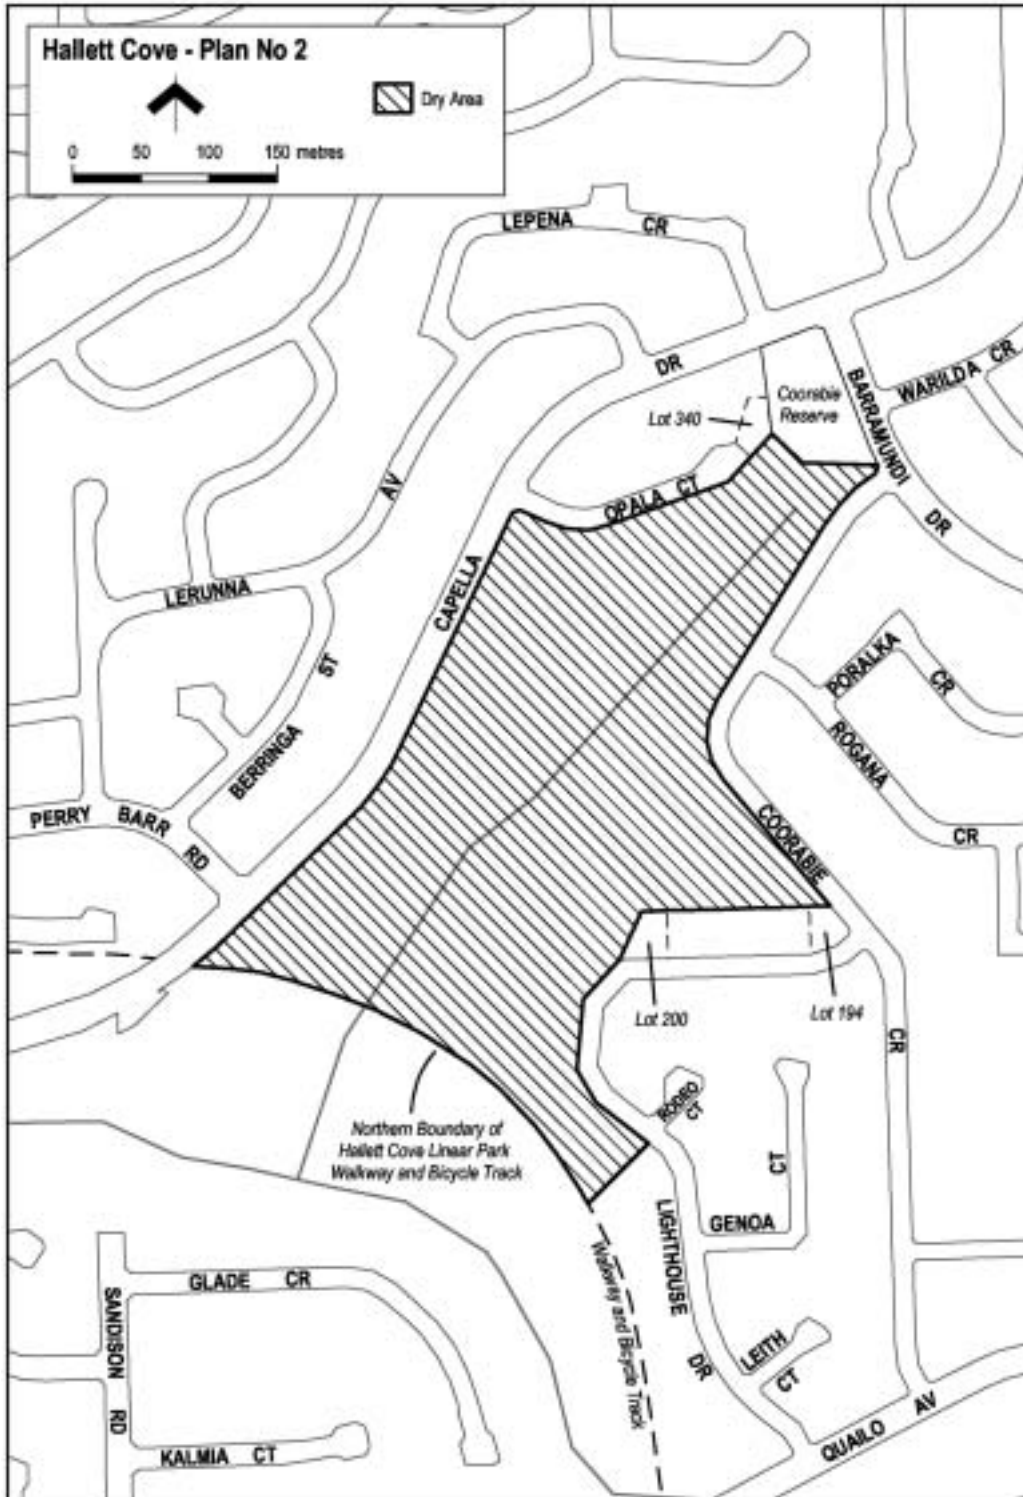 Hallett Cove - Plan No 2
Dry Area
0 50 100 150 metres
LEPENA CR
DR
WARILDA CR
BARRAMUNDI
DR
Coorabie
Reserve
Lot 340
OPALA CT
AV
CAPELLA
LERUNNA
ST
BERRINGA
PERRY BARR RD
PORALKA
CR
ROGANA
CR
COORABIE
CR
Lot 200
Lot 194
RODEO
CT
CT
GENOA
Northern Boundary of
Hallett Cove Linear Park
Walkway and Bicycle Track
LIGHTHOUSE
DR
Walkway and Bicycle Track
GLADE CR
SANDISON
RD
KALMIA CT
LEITH
CT
QUAILO AV